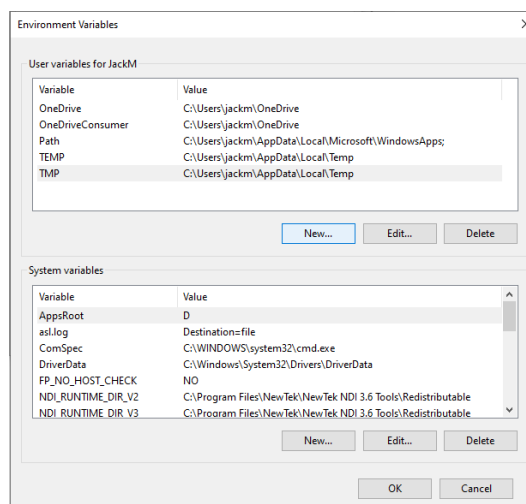 Environment Variables
User variables for JackM
Variable Value
OneDrive C:\Users\jackm\OneDrive
OneDriveConsumer C:\Users\jackm\OneDrive
Path C:\Users\jackm\AppData\Local\Microsoft\WindowsApps;
TEMP C:\Users\jackm\AppData\Local\Temp
TMP C:\Users\jackm\AppData\Local\Temp
New... Edit... Delete
System variables
Variable Value
AppsRoot D
asl.log Destination=file
ComSpec C:\WINDOWS\system32\cmd.exe
DriverData C:\Windows\System32\Drivers\DriverData
FP_NO_HOST_CHECK NO
NDI_RUNTIME_DIR_V2 C:\Program Files\NewTek\NewTek NDI 3.6 Tools\Redistributable
NDI_RUNTIME_DIR_V3 C:\Program Files\NewTek\NewTek NDI 3.6 Tools\Redistributable
New... Edit... Delete
OK Cancel